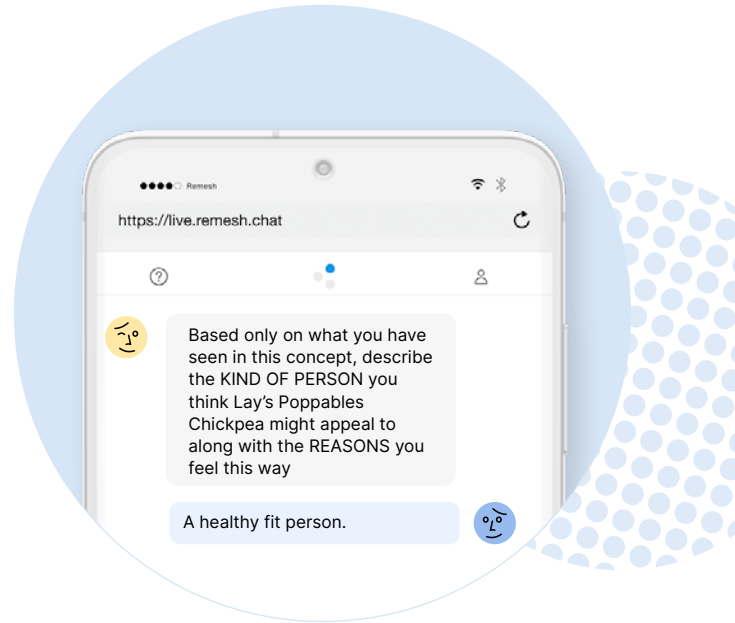 Remesh
https://live.remesh.chat
Based only on what you have
seen in this concept, describe
the KIND OF PERSON you
think Lay’s Poppables
Chickpea might appeal to
along with the REASONS you
feel this way
A healthy fit person.